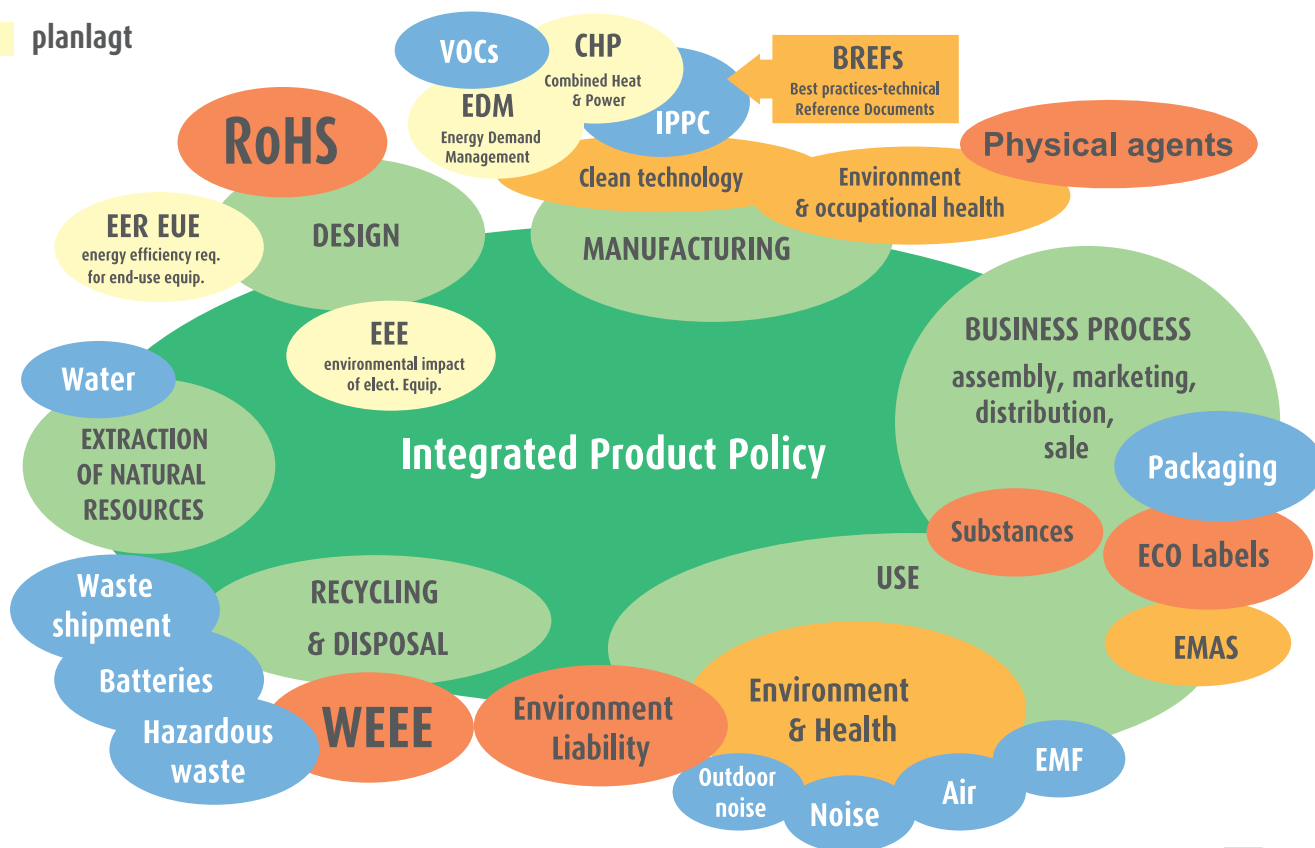 planlagt
VOCs
CHP
Combined Heat
& Power
EDM
Energy Demand
Management
IPPC
BREFs
Best practices-technical
Reference Documents
RoHS
Clean technology
Environment
& occupational health
Physical agents
EER EUE
energy efficiency req.
for end-use equip.
DESIGN
MANUFACTURING
EEE
environmental impact
of elect. Equip.
BUSINESS PROCESS
assembly, marketing,
distribution,
sale
Water
EXTRACTION
OF NATURAL
RESOURCES
Integrated Product Policy
Packaging
Substances
ECO Labels
EMAS
Waste
shipment
RECYCLING
& DISPOSAL
USE
Batteries
Hazardous
waste
WEEE
Environment
Liability
Environment
& Health
Outdoor
noise
Noise
Air
EMF